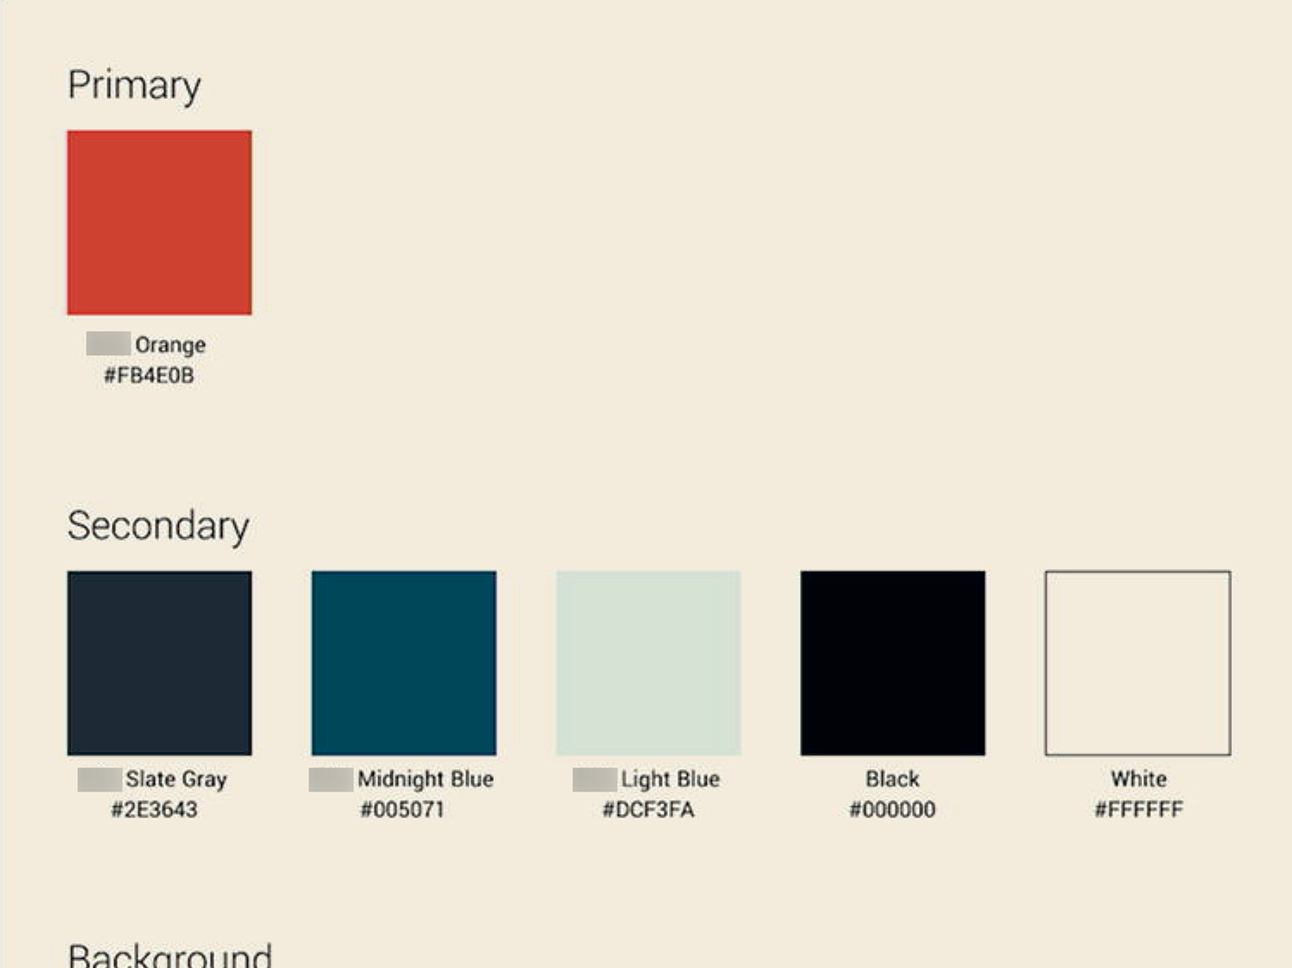 Primary
Orange
#FB4E0B
Secondary
Slate Gray
Midnight Blue
Light Blue
Black
White
#2E3643
#005071
#DCF3FA
#000000
#FFFFFF
Background